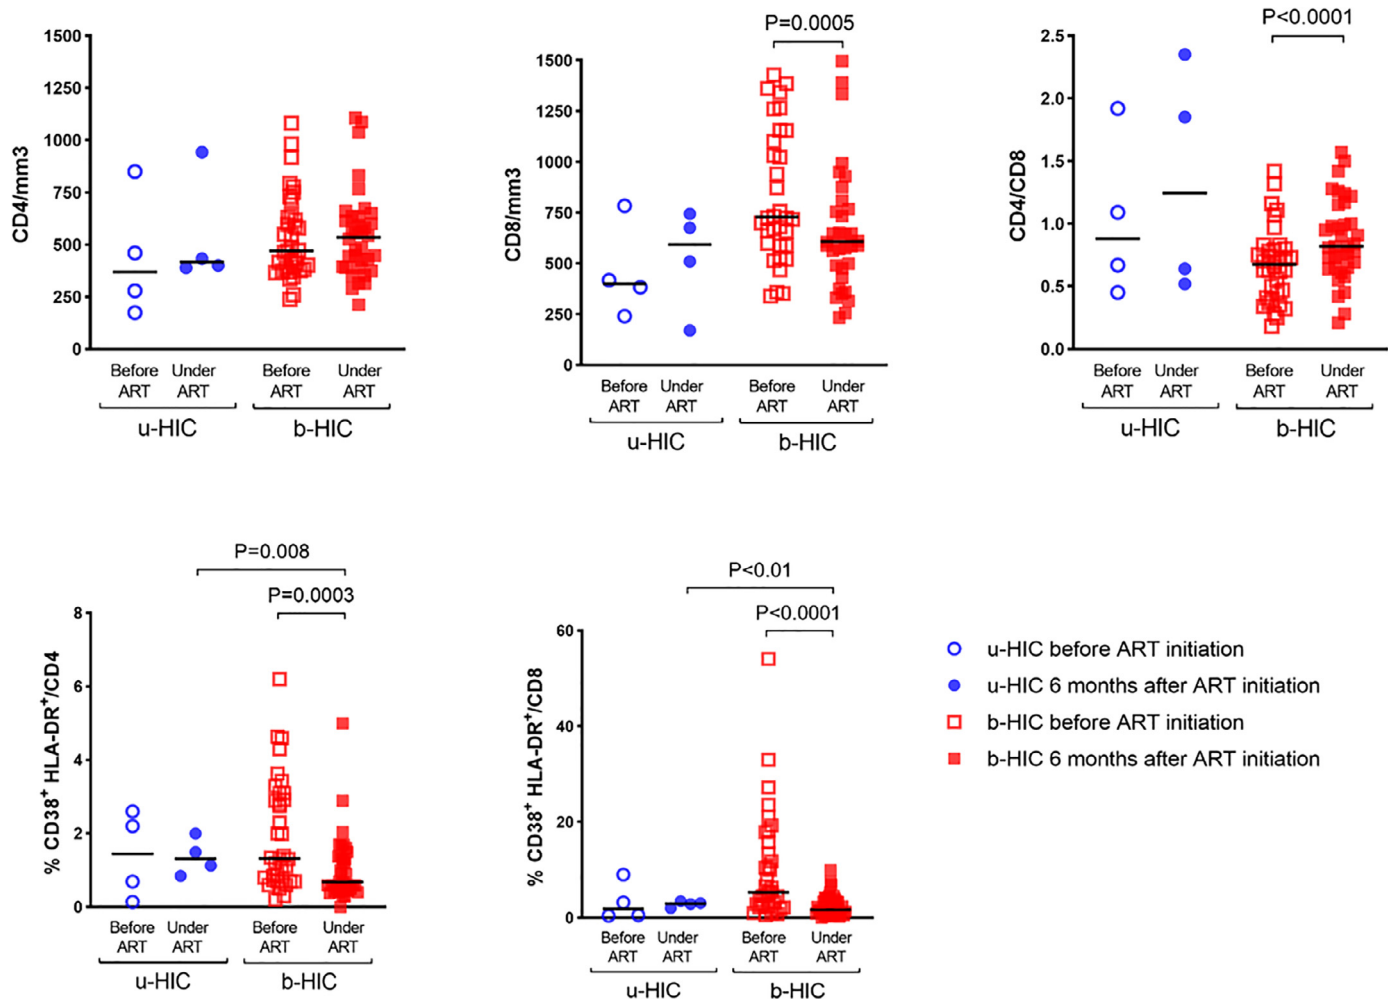 CD4/mm3
1500
1250
1000
750
500
250
0
Before ART
Under ART
Before ART
Under ART
u-HIC
b-HIC
P=0.0005
CD8/mm3
1500
1250
1000
750
500
250
0
Before ART
Under ART
Before ART
Under ART
u-HIC
b-HIC
P<0.0001
CD4/CD8
2.5
2.0
1.5
1.0
0.5
0.0
Before ART
Under ART
Before ART
Under ART
u-HIC
b-HIC
P=0.008
P=0.0003
% CD38+ HLA-DR+/CD4
8
6
4
2
0
Before ART
Under ART
Before ART
Under ART
u-HIC
b-HIC
P<0.01
P<0.0001
% CD38+ HLA-DR+/CD8
60
40
20
0
Before ART
Under ART
Before ART
Under ART
u-HIC
b-HIC
u-HIC before ART initiation
u-HIC 6 months after ART initiation
b-HIC before ART initiation
b-HIC 6 months after ART initiation